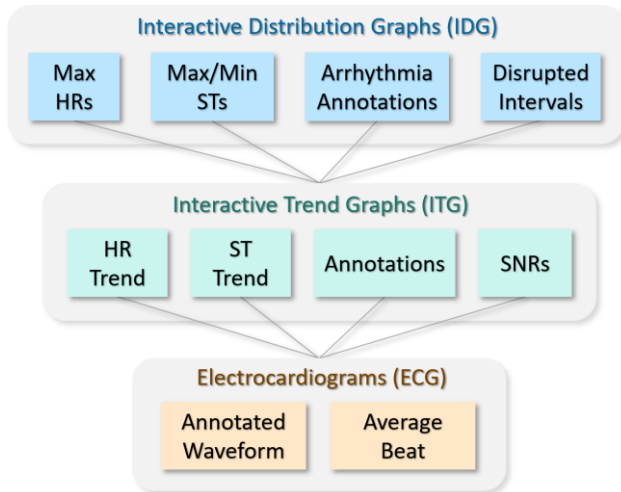 Interactive Distribution Graphs (IDG)
Max
HRs
Max/Min
STs
Arrhythmia
Annotations
Disrupted
Intervals
Interactive Trend Graphs (ITG)
HR
Trend
ST
Trend
Annotations
SNRs
Electrocardiograms (ECG)
Annotated
Waveform
Average
Beat